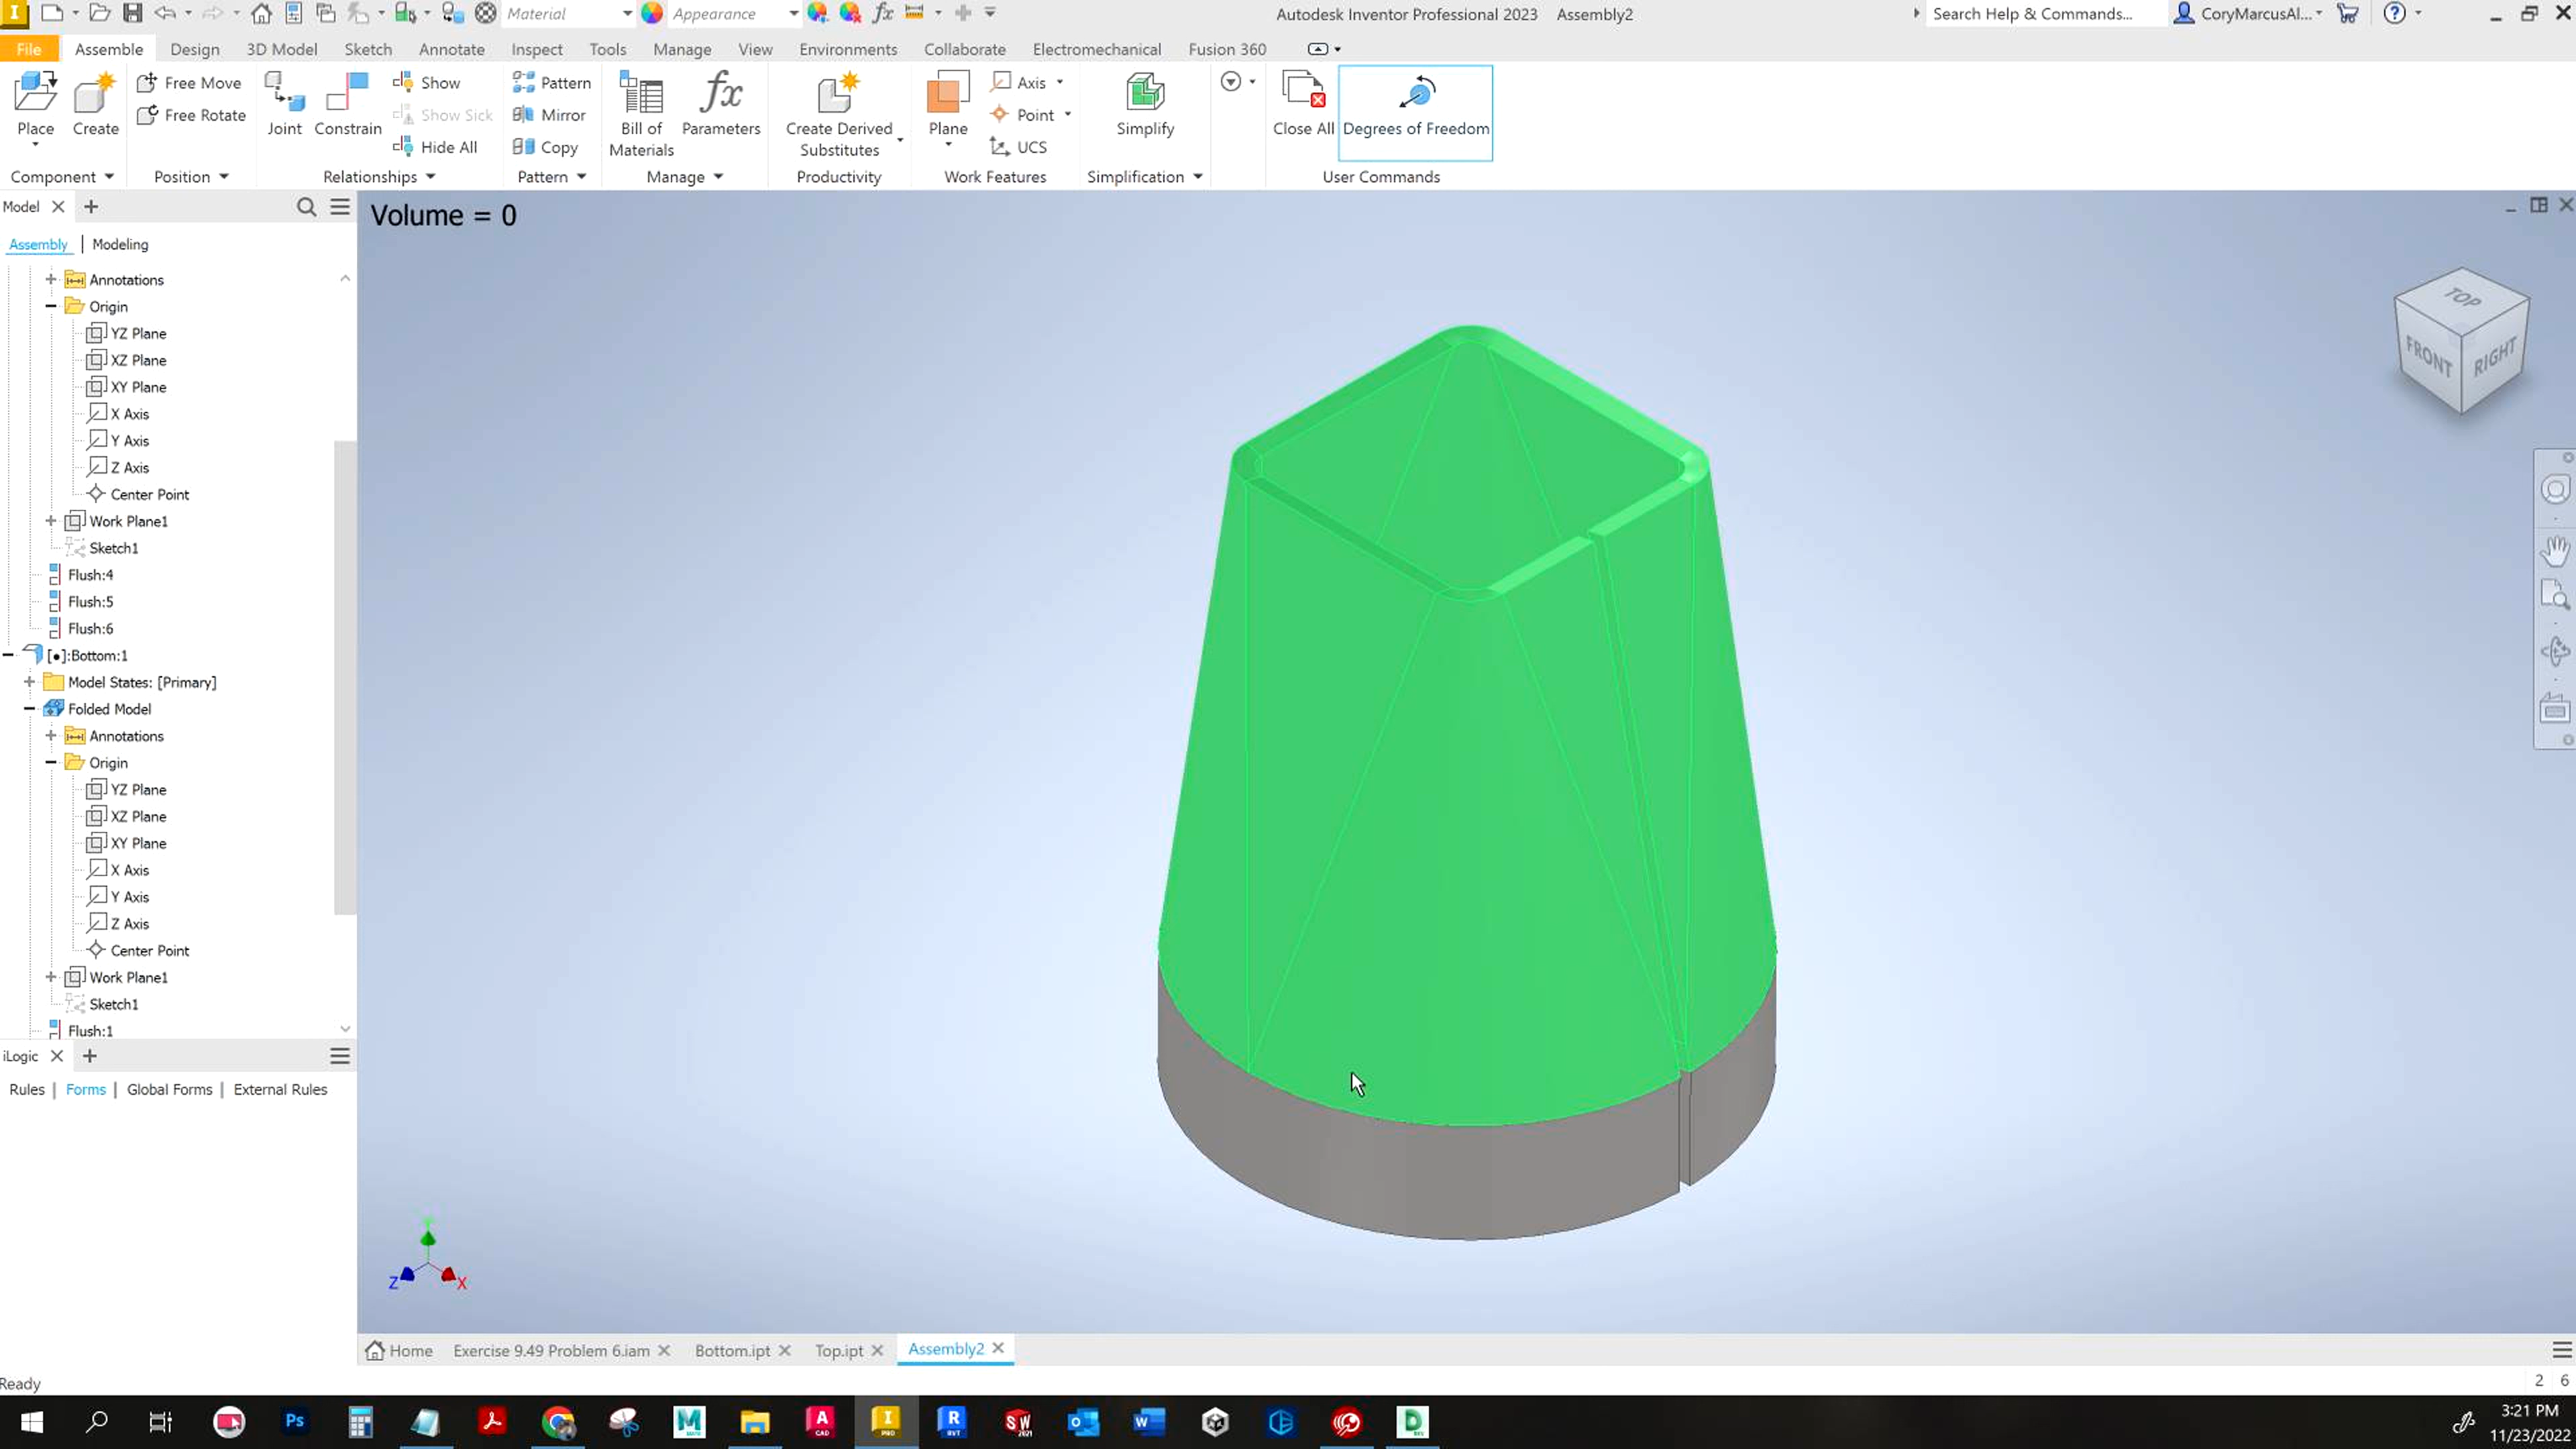 Material
Appearance
Autodesk Inventor Professional 2023 Assembly2
Search Help & Commands...
CoryMarcusAl...
File Assemble Design 3D Model Sketch Annotate Inspect Tools Manage View Environments Collaborate Electromechanical Fusion 360
Place
Create
Free Move
Free Rotate
Joint
Constrain
Show
Show Sick
Hide All
Pattern
Mirror
Copy
Bill of
Materials
Parameters
Create Derived
Substitutes
Plane
Axis
Point
UCS
Simplify
Close All
Degrees of Freedom
Component Position Relationships Pattern Manage Productivity Work Features Simplification User Commands
Model
Assembly | Modeling
Annotations
Origin
YZ Plane
XZ Plane
XY Plane
X Axis
Y Axis
Z Axis
Center Point
Work Plane1
Sketch1
Flush:4
Flush:5
Flush:6
[●]:Bottom:1
Model States: [Primary]
Folded Model
Annotations
Origin
YZ Plane
XZ Plane
XY Plane
X Axis
Y Axis
Z Axis
Center Point
Work Plane1
Sketch1
Flush:1
iLogic
Rules | Forms | Global Forms | External Rules
Volume = 0
TOP
FRONT
RIGHT
Y
Z
X
Home Exercise 9.49 Problem 6.iam Bottom.ipt Top.ipt Assembly2
Ready
2 6
3:21 PM
11/23/2022